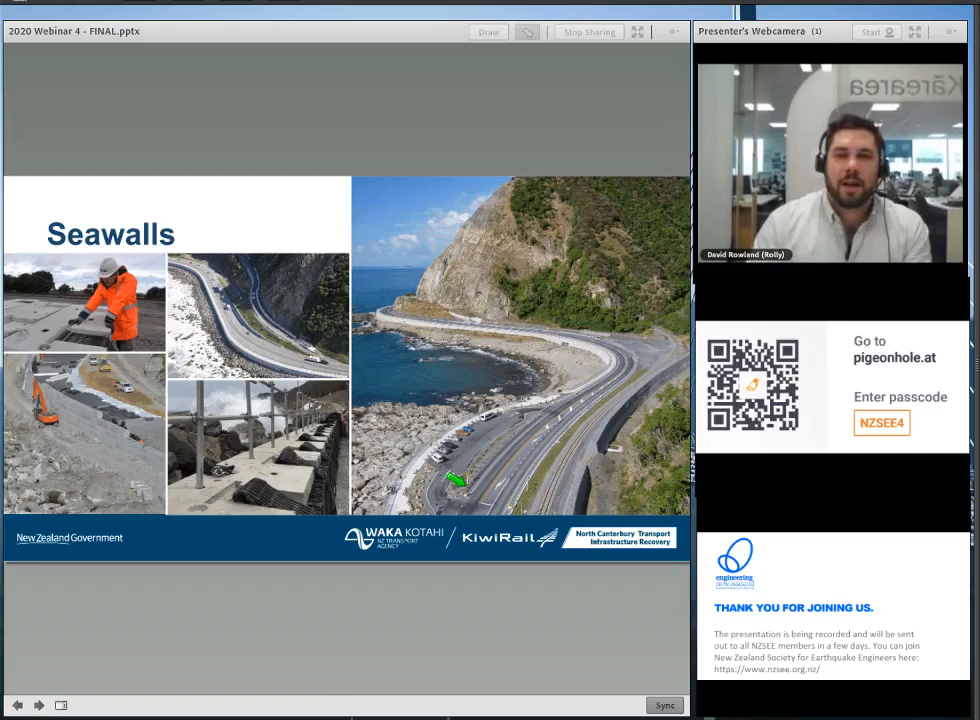 2020 Webinar 4 - FINAL.pptx
Draw
Stop Sharing
Presenter's Webcamera (1)
Start
Kārearea
David Rowland (Rolly)
Seawalls
Go to
pigeonhole.at
Enter passcode
NZSEE4
New Zealand Government
WAKA KOTAHI
NZ TRANSPORT
AGENCY
KiwiRail
North Canterbury Transport
Infrastructure Recovery
engineering
THANK YOU FOR JOINING US.
The presentation is being recorded and will be sent
out to all NZSEE members in a few days. You can join
New Zealand Society for Earthquake Engineers here:
https://www.nzsee.org.nz/
Sync